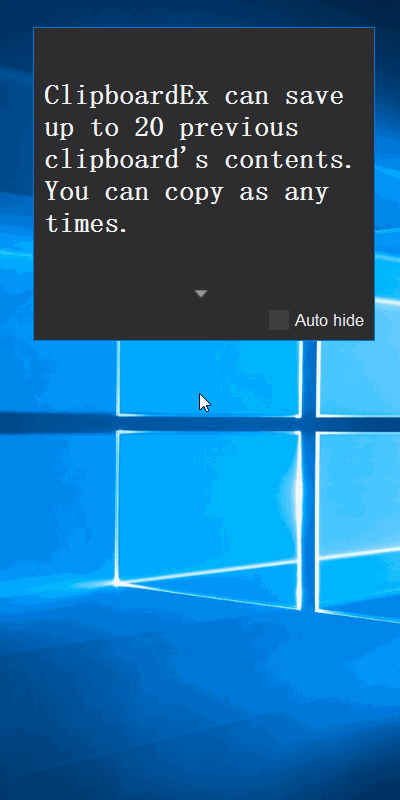 ClipboardEx can save
up to 20 previous
clipboard's contents.
You can copy as any
times.
Auto hide